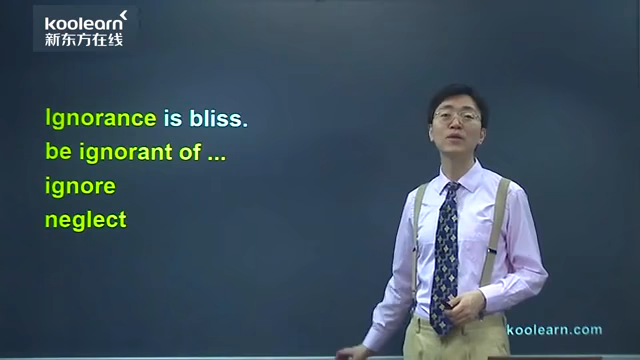 koolearn
新东方在线
Ignorance is bliss.
be ignorant of ...
ignore
neglect
koolearn.com